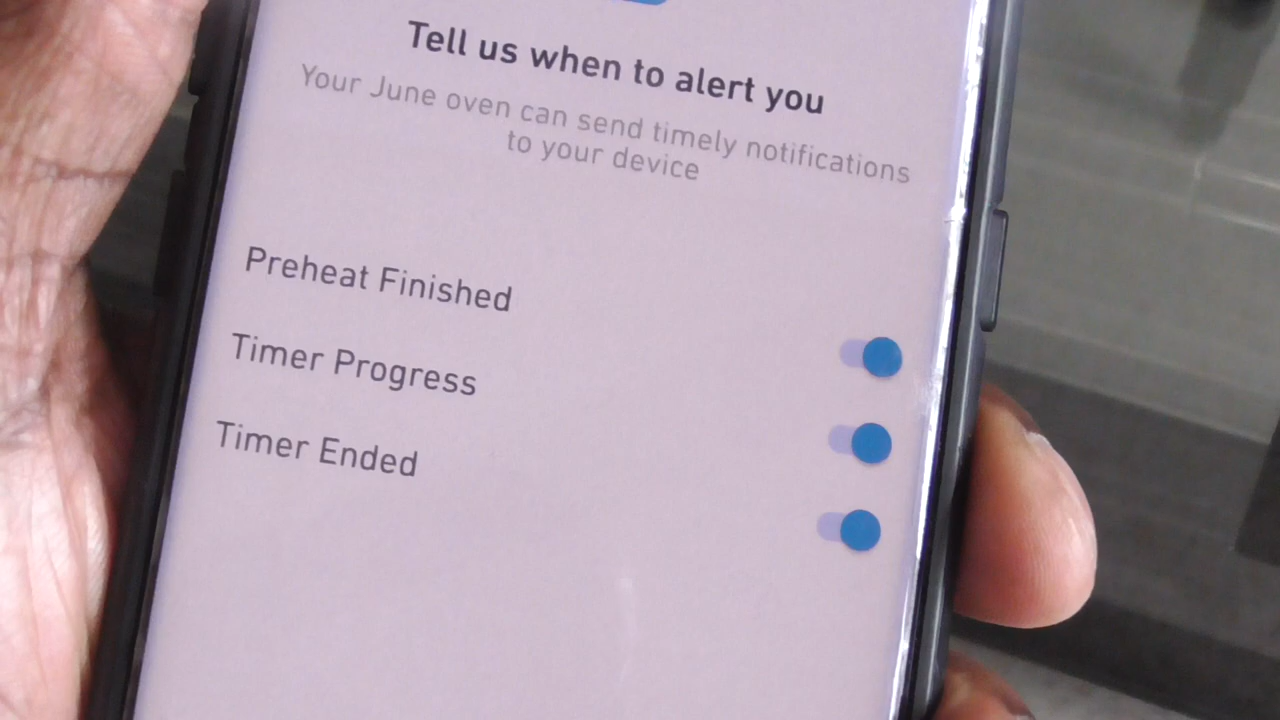 Tell us when to alert you
Your June oven can send timely notifications
to your device
Preheat Finished
Timer Progress
Timer Ended